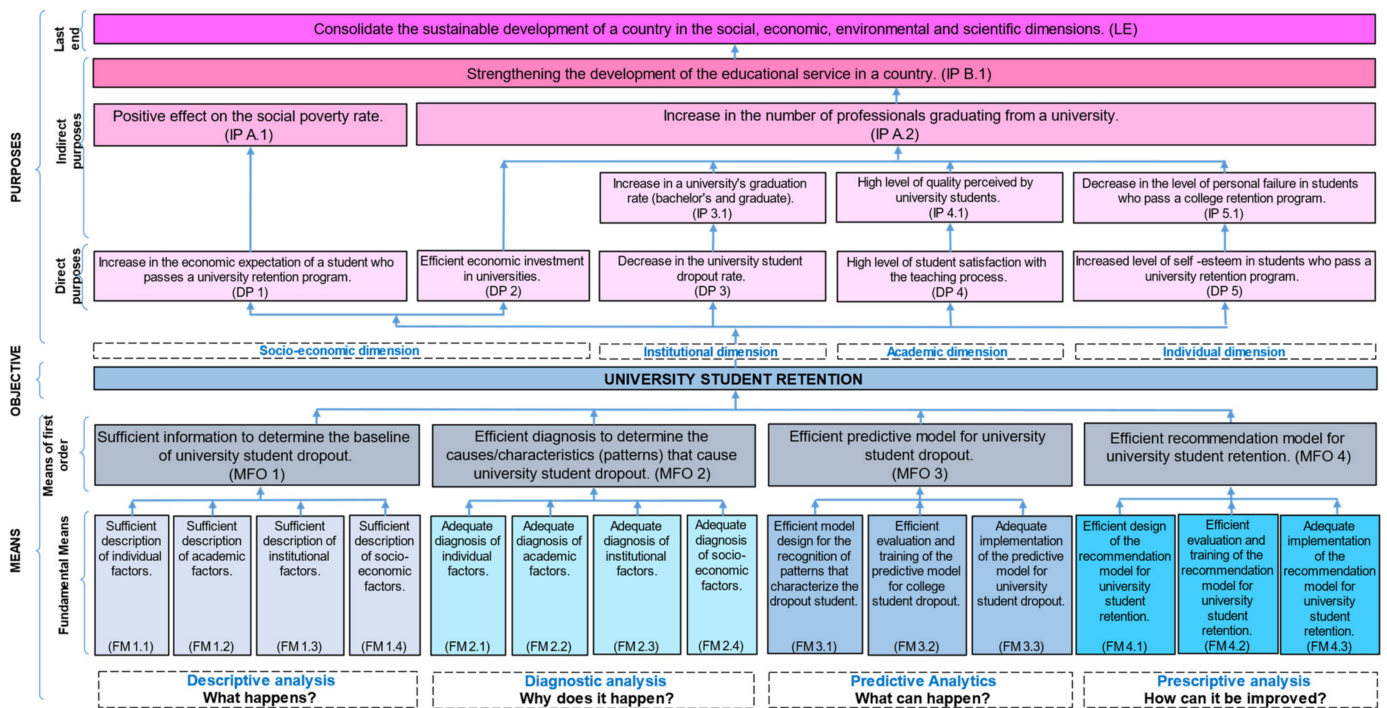 Last
end
Consolidate the sustainable development of a country in the social, economic, environmental and scientific dimensions. (LE)
PURPOSES
Indirect
purposes
Strengthening the development of the educational service in a country. (IP B.1)
Positive effect on the social poverty rate.
(IP A.1)
Increase in the number of professionals graduating from a university.
(IP A.2)
Increase in a university's graduation
rate (bachelor's and graduate).
(IP 3.1)
High level of quality perceived by
university students.
(IP 4.1)
Decrease in the level of personal failure in students
who pass a college retention program.
(IP 5.1)
Direct
purposes
Increase in the economic expectation of a student who
passes a university retention program.
(DP 1)
Efficient economic investment
in universities.
(DP 2)
Decrease in the university student
dropout rate.
(DP 3)
High level of student satisfaction with
the teaching process.
(DP 4)
Increased level of self -esteem in students who pass a
university retention program.
(DP 5)
Socio-economic dimension
Institutional dimension
Academic dimension
Individual dimension
OBJECTIVE
UNIVERSITY STUDENT RETENTION
MEANS
Means of first
order
Sufficient information to determine the baseline
of university student dropout.
(MFO 1)
Efficient diagnosis to determine the
causes/characteristics (patterns) that cause
university student dropout. (MFO 2)
Efficient predictive model for university
student dropout.
(MFO 3)
Efficient recommendation model for
university student retention. (MFO 4)
Fundamental Means
Sufficient
description
of individual
factors.
(FM 1.1)
Sufficient
description
of academic
factors.
(FM 1.2)
Sufficient
description of
institutional
factors.
(FM 1.3)
Sufficient
description
of socio-
economic
factors.
(FM 1.4)
Adequate
diagnosis of
individual
factors.
(FM 2.1)
Adequate
diagnosis of
academic
factors.
(FM 2.2)
Adequate
diagnosis of
institutional
factors.
(FM 2.3)
Adequate
diagnosis
of socio-
economic
factors.
(FM 2.4)
Efficient model
design for the
recognition of
patterns that
characterize the
dropout student.
(FM 3.1)
Efficient
evaluation and
training of the
predictive model
for college
student dropout.
(FM 3.2)
Adequate
implementation
of the predictive
model for
university
student dropout.
(FM 3.3)
Efficient design
of the
recommendation
model for
university
student
retention.
(FM 4.1)
Efficient
evaluation and
training of the
recommendation
model for
university
student
retention.
(FM 4.2)
Adequate
implementation
of the
recommendation
model for
university
student
retention.
(FM 4.3)
Descriptive analysis
What happens?
Diagnostic analysis
Why does it happen?
Predictive Analytics
What can happen?
Prescriptive analysis
How can it be improved?